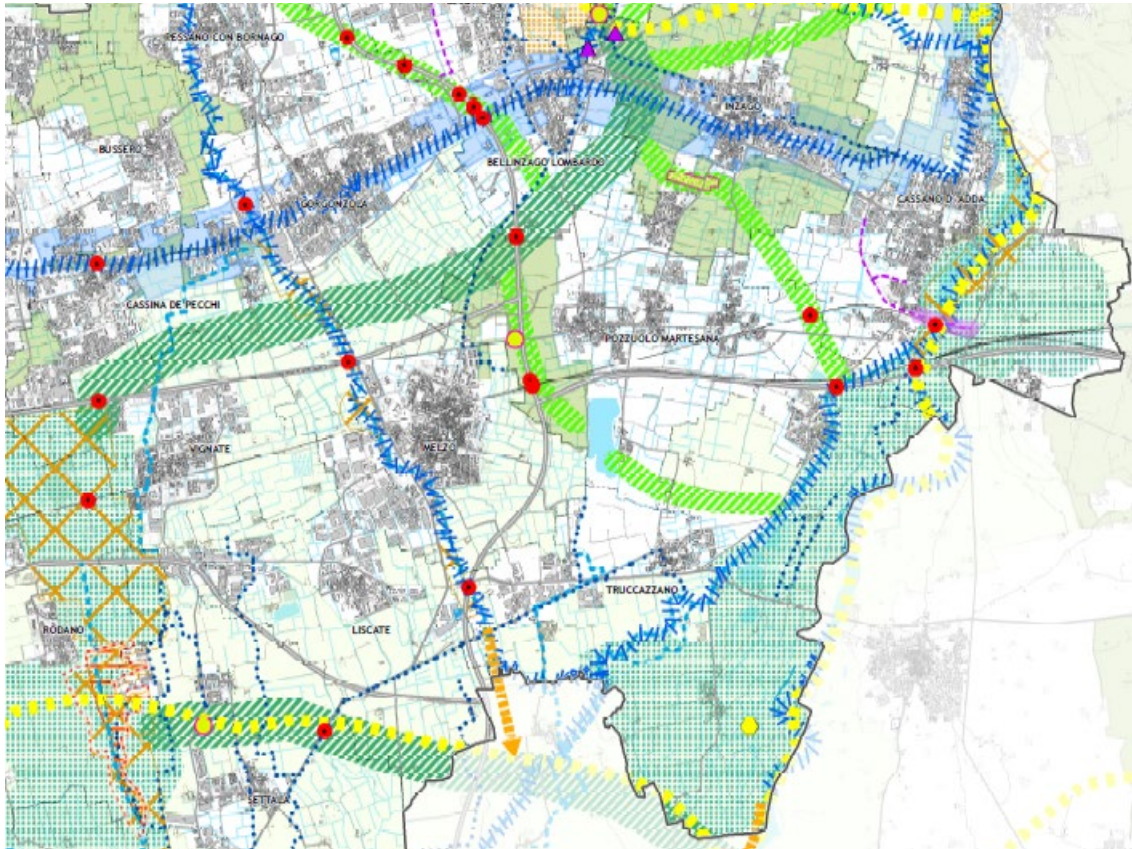 PESSANO CON BORNAGO
INZAGO
BUSSERO
BELLINZAGO LOMBARDO
GORGONZOLA
CASSANO D' ADDA
CASSINA DE' PECCHI
POZZUOLO MARTESANA
VIGNATE
MELZO
TRUCCAZZANO
RODANO
LISCATE
SETTALA